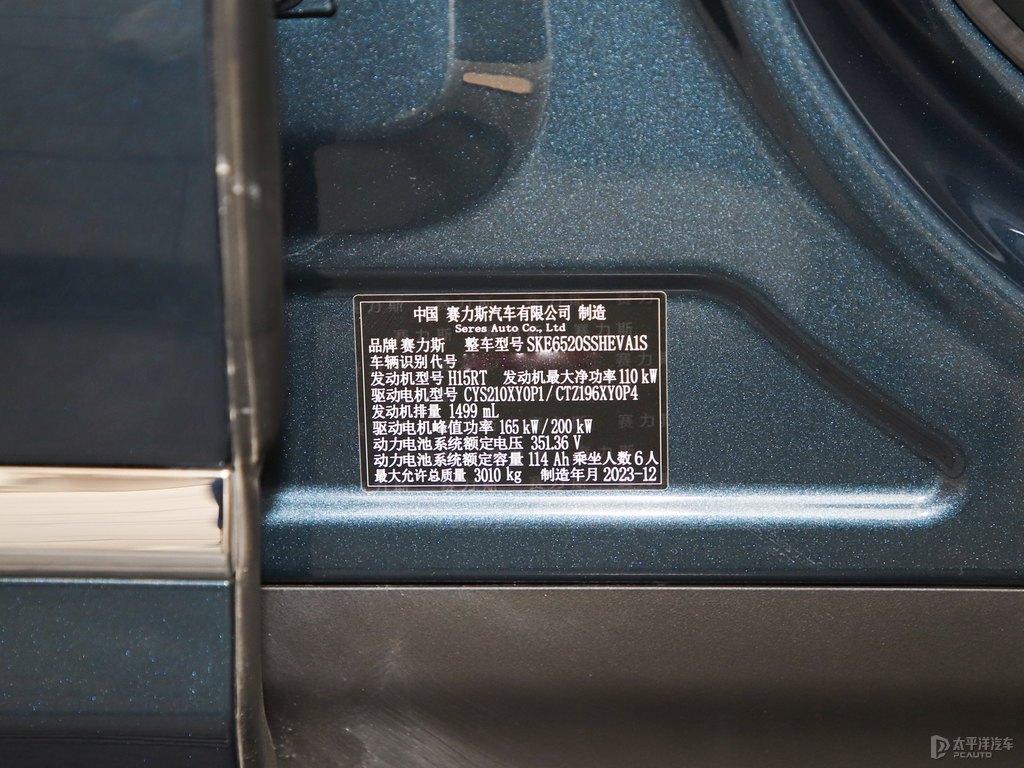 中国 赛力斯汽车有限公司 制造
Seres Auto Co., Ltd
品牌 赛力斯 整车型号 SKE6520SSHEVA1S
车辆识别代号
发动机型号 H15RT 发动机最大净功率 110 kW
驱动电机型号 CYS210XY0P1/CTZ196XY0P4
发动机排量 1499 mL
驱动电机峰值功率 165 kW/200 kW
动力电池系统额定电压 351.36 V
动力电池系统额定容量 114 Ah 乘坐人数 6人
最大允许总质量 3010 kg 制造年月 2023-12
太平洋汽车
PCAUTO